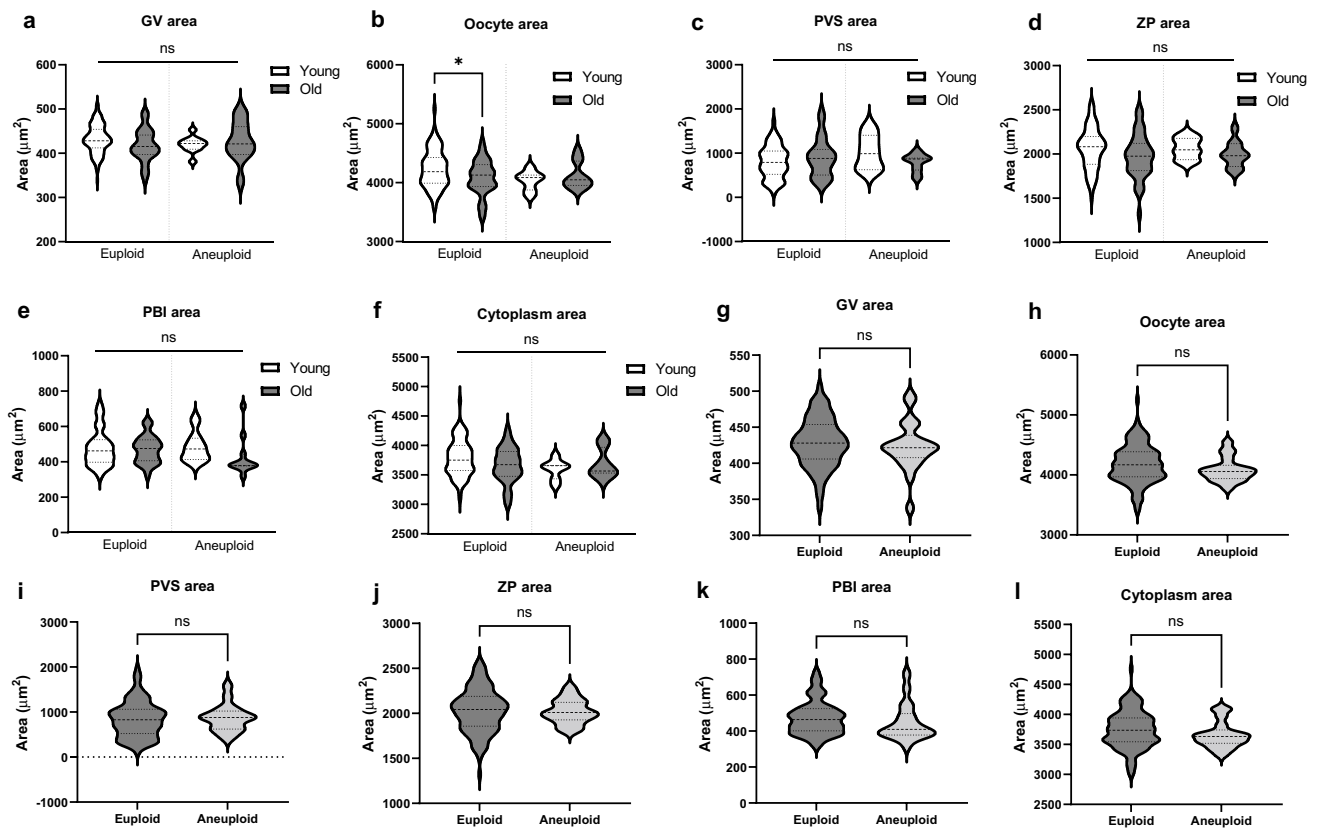 a
GV area
ns
600
500
400
300
200
Area (μm²)
Euploid
Aneuploid
Young
Old
b
Oocyte area
*
6000
5000
4000
3000
Area (μm²)
Euploid
Aneuploid
Young
Old
c
PVS area
ns
3000
2000
1000
0
-1000
Area (μm²)
Euploid
Aneuploid
Young
Old
d
ZP area
ns
3000
2500
2000
1500
1000
Area (μm²)
Euploid
Aneuploid
Young
Old
e
PBI area
ns
1000
800
600
400
200
0
Area (μm²)
Euploid
Aneuploid
Young
Old
f
Cytoplasm area
ns
5500
5000
4500
4000
3500
3000
2500
Area (μm²)
Euploid
Aneuploid
Young
Old
g
GV area
ns
550
500
450
400
350
300
Area (μm²)
Euploid
Aneuploid
h
Oocyte area
ns
6000
5000
4000
3000
Area (μm²)
Euploid
Aneuploid
i
PVS area
ns
3000
2000
1000
0
-1000
Area (μm²)
Euploid
Aneuploid
j
ZP area
ns
3000
2500
2000
1500
1000
Area (μm²)
Euploid
Aneuploid
k
PBI area
ns
1000
800
600
400
200
0
Area (μm²)
Euploid
Aneuploid
l
Cytoplasm area
ns
5500
5000
4500
4000
3500
3000
2500
Area (μm²)
Euploid
Aneuploid